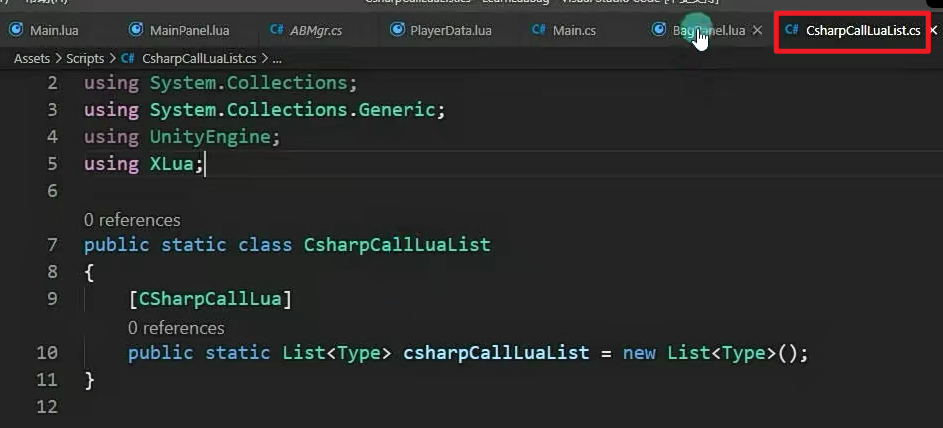 Main.lua
MainPanel.lua
C# ABMgr.cs
PlayerData.lua
C# Main.cs
C# CsharpCallLuaList.cs
Assets > Scripts > C# CsharpCallLuaList.cs > ...
2 using System.Collections;
3 using System.Collections.Generic;
4 using UnityEngine;
5 using XLua;
6
0 references
7 public static class CsharpCallLuaList
8 {
9 [CSharpCallLua]
0 references
10 public static List<Type> csharpCallLuaList = new List<Type>();
11 }
12